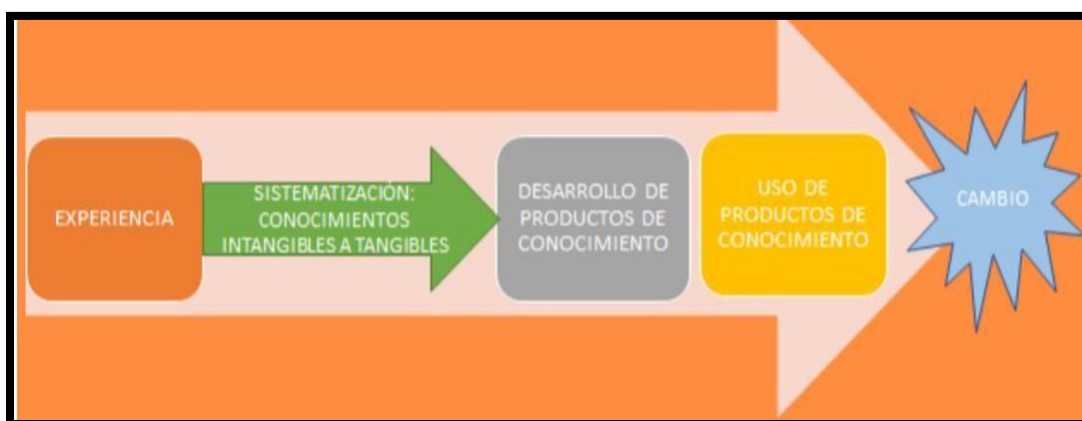 EXPERIENCIA
SISTEMATIZACIÓN:
CONOCIMIENTOS
INTANGIBLES A TANGIBLES
DESARROLLO DE
PRODUCTOS DE
CONOCIMIENTO
USO DE
PRODUCTOS DE
CONOCIMIENTO
CAMBIO